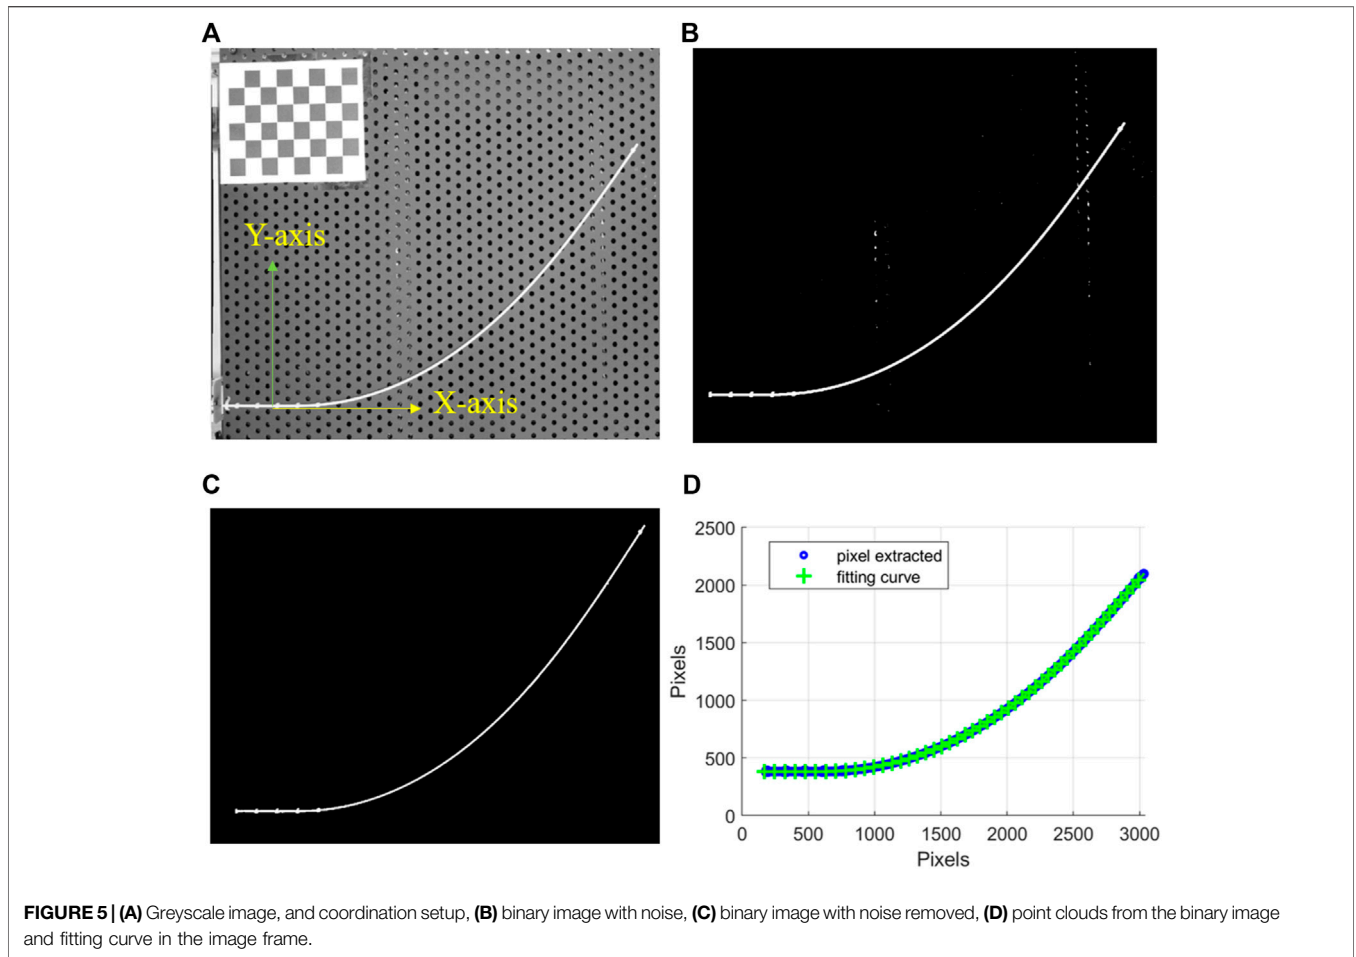 A
B
Y-axis
X-axis
C
D
2500
2000
1500
1000
500
0
pixel extracted
fitting curve
Pixels
0 500 1000 1500 2000 2500 3000
Pixels
FIGURE 5 | (A) Greyscale image, and coordination setup, (B) binary image with noise, (C) binary image with noise removed, (D) point clouds from the binary image
and fitting curve in the image frame.